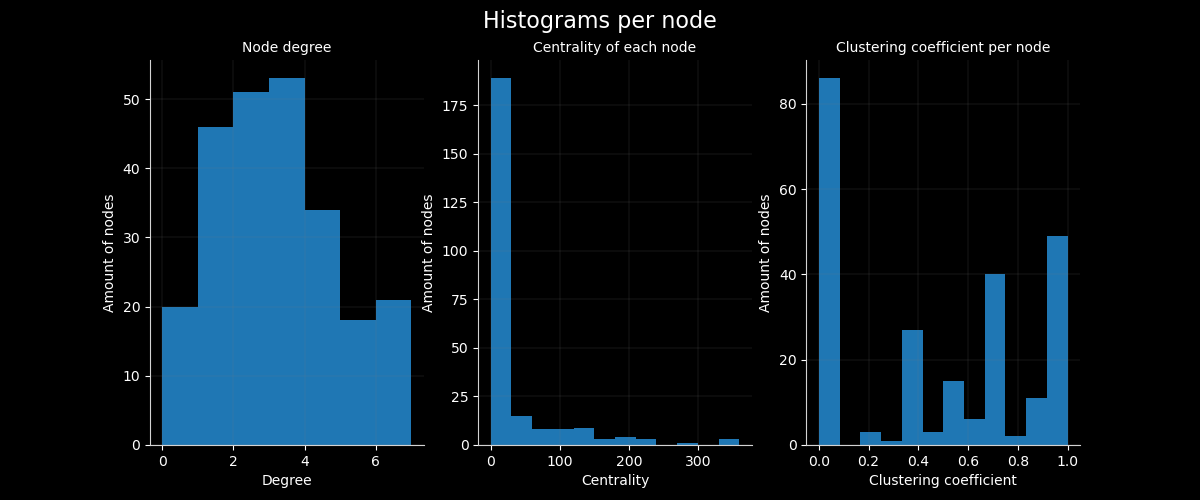 Histograms per node
Node degree
Amount of nodes
50
40
30
20
10
0
0 2 4 6
Degree
Centrality of each node
Amount of nodes
175
150
125
100
75
50
25
0
0 100 200 300
Centrality
Clustering coefficient per node
Amount of nodes
80
60
40
20
0
0.0 0.2 0.4 0.6 0.8 1.0
Clustering coefficient